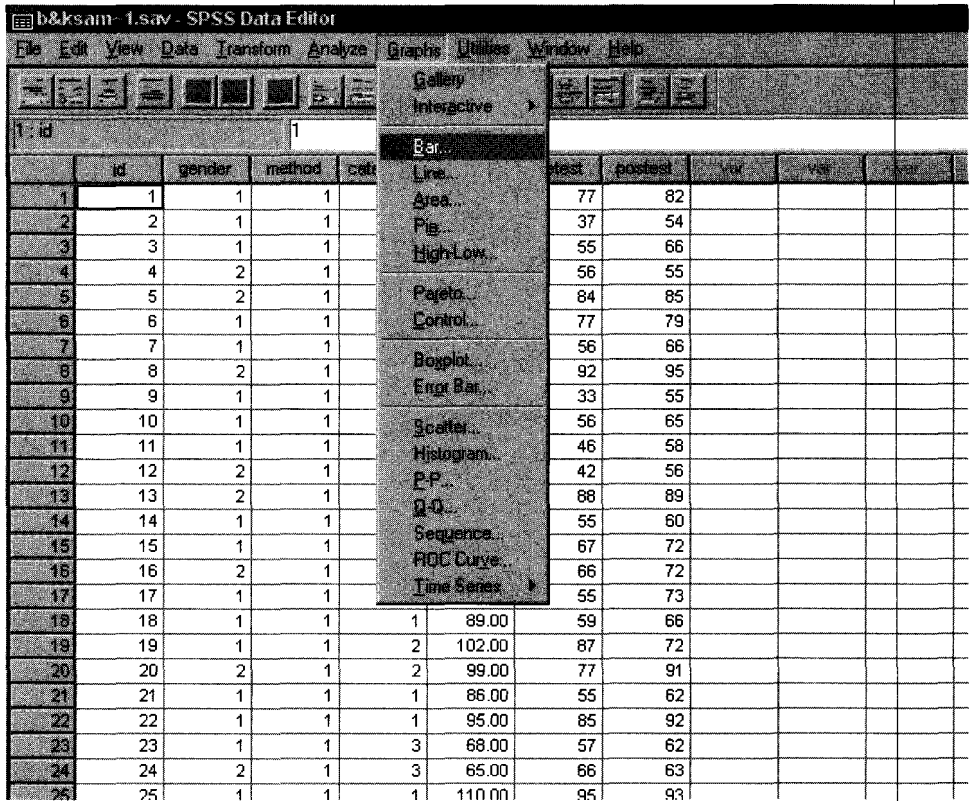 b&ksam~1.sav - SPSS Data Editor
File Edit View Data Transform Analyze Graphs Utilities Window Help
1 : id 1
Gallery
Interactive
Bar...
Line...
Area...
Pie...
High-Low...
Pareto...
Control...
Boxplot...
Error Bar...
Scatter...
Histogram...
P-P...
Q-Q...
Sequence...
ROC Curve...
Time Series
id gender method postest var var var
1 1 1 1 77 82
2 2 1 1 37 54
3 3 1 1 55 66
4 4 2 1 56 55
5 5 2 1 84 85
6 6 1 1 77 79
7 7 1 1 56 66
8 8 2 1 92 95
9 9 1 1 33 55
10 10 1 1 56 65
11 11 1 1 46 58
12 12 2 1 42 56
13 13 2 1 88 89
14 14 1 1 55 60
15 15 1 1 67 72
16 16 2 1 66 72
17 17 1 1 55 73
18 18 1 1 1 89.00 59 66
19 19 1 1 2 102.00 87 72
20 20 2 1 2 99.00 77 91
21 21 1 1 1 86.00 55 62
22 22 1 1 1 95.00 85 92
23 23 1 1 3 68.00 57 62
24 24 2 1 3 65.00 66 63
25 25 1 1 1 110.00 95 93